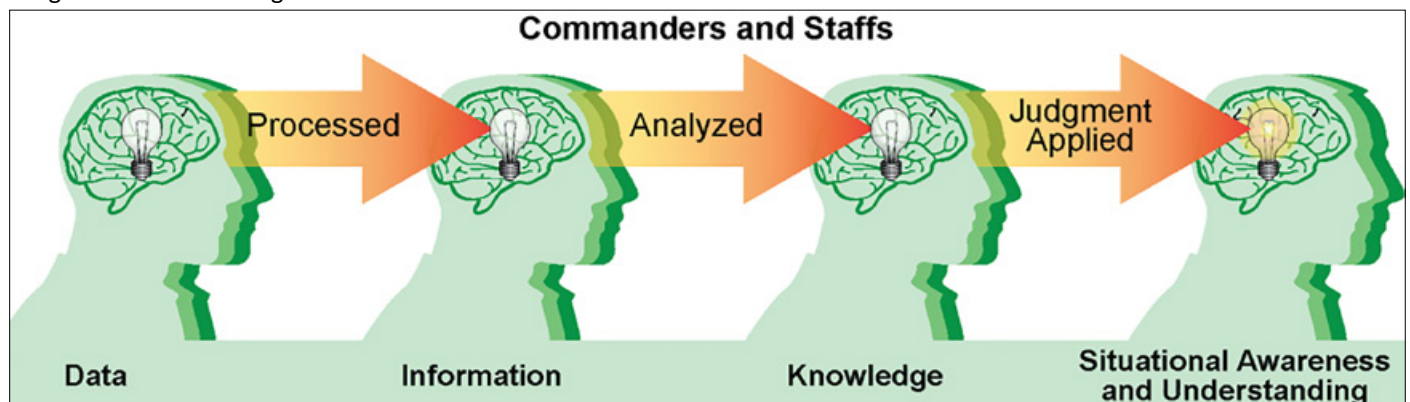 Commanders and Staffs
Processed
Analyzed
Judgment
Applied
Data
Information
Knowledge
Situational Awareness
and Understanding